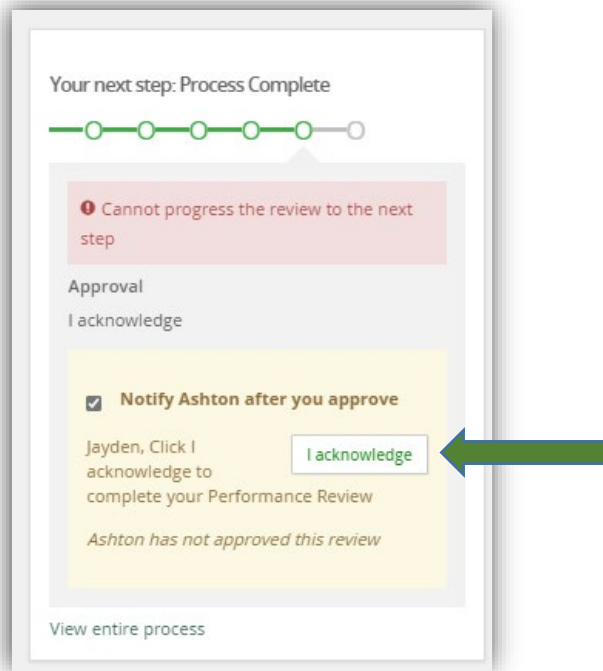 Your next step: Process Complete
Cannot progress the review to the next
step
Approval
I acknowledge
Notify Ashton after you approve
Jayden, Click I
acknowledge to
complete your Performance Review
I acknowledge
Ashton has not approved this review
View entire process